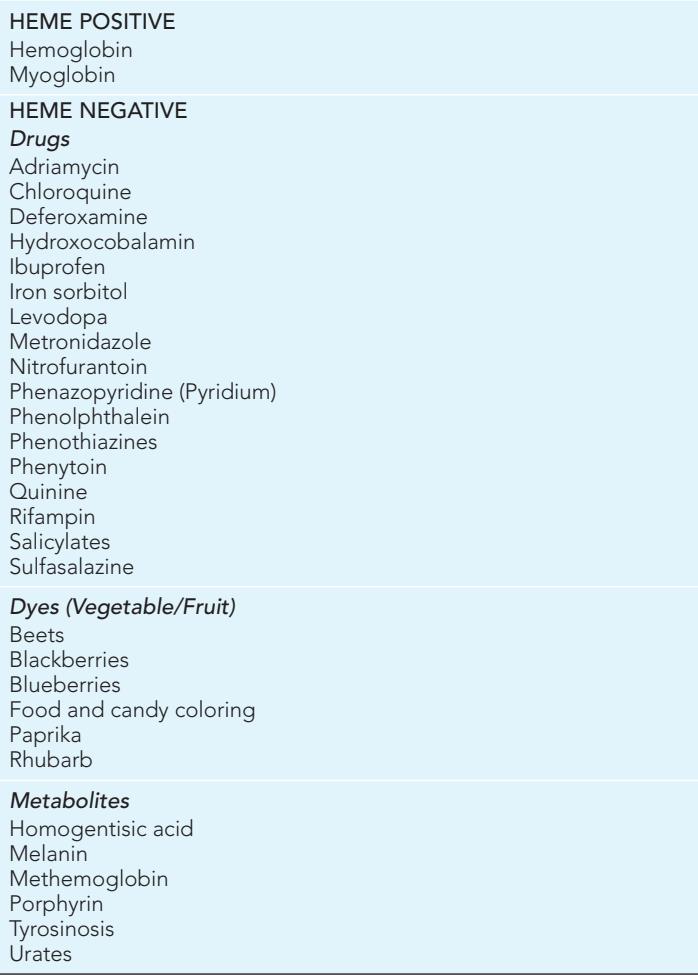 HEME POSITIVE
Hemoglobin
Myoglobin
HEME NEGATIVE
Drugs
Adriamycin
Chloroquine
Deferoxamine
Hydroxocobalamin
Ibuprofen
Iron sorbitol
Levodopa
Metronidazole
Nitrofurantoin
Phenazopyridine (Pyridium)
Phenolphthalein
Phenothiazines
Phenytoin
Quinine
Rifampin
Salicylates
Sulfasalazine
Dyes (Vegetable/Fruit)
Beets
Blackberries
Blueberries
Food and candy coloring
Paprika
Rhubarb
Metabolites
Homogentisic acid
Melanin
Methemoglobin
Porphyrin
Tyrosinosis
Urates